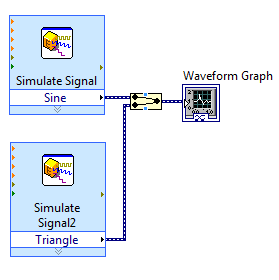 Simulate Signal
Sine
Waveform Graph
Simulate
Signal2
Triangle